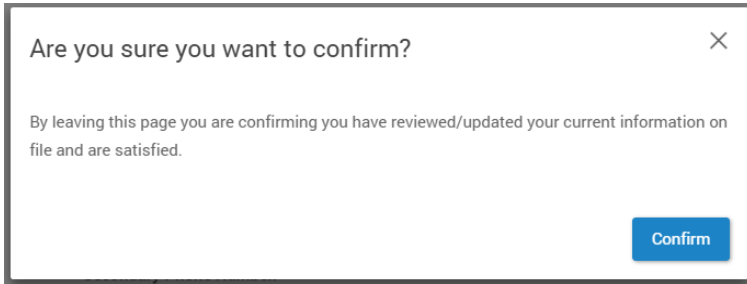 Are you sure you want to confirm?
By leaving this page you are confirming you have reviewed/updated your current information on
file and are satisfied.
Confirm